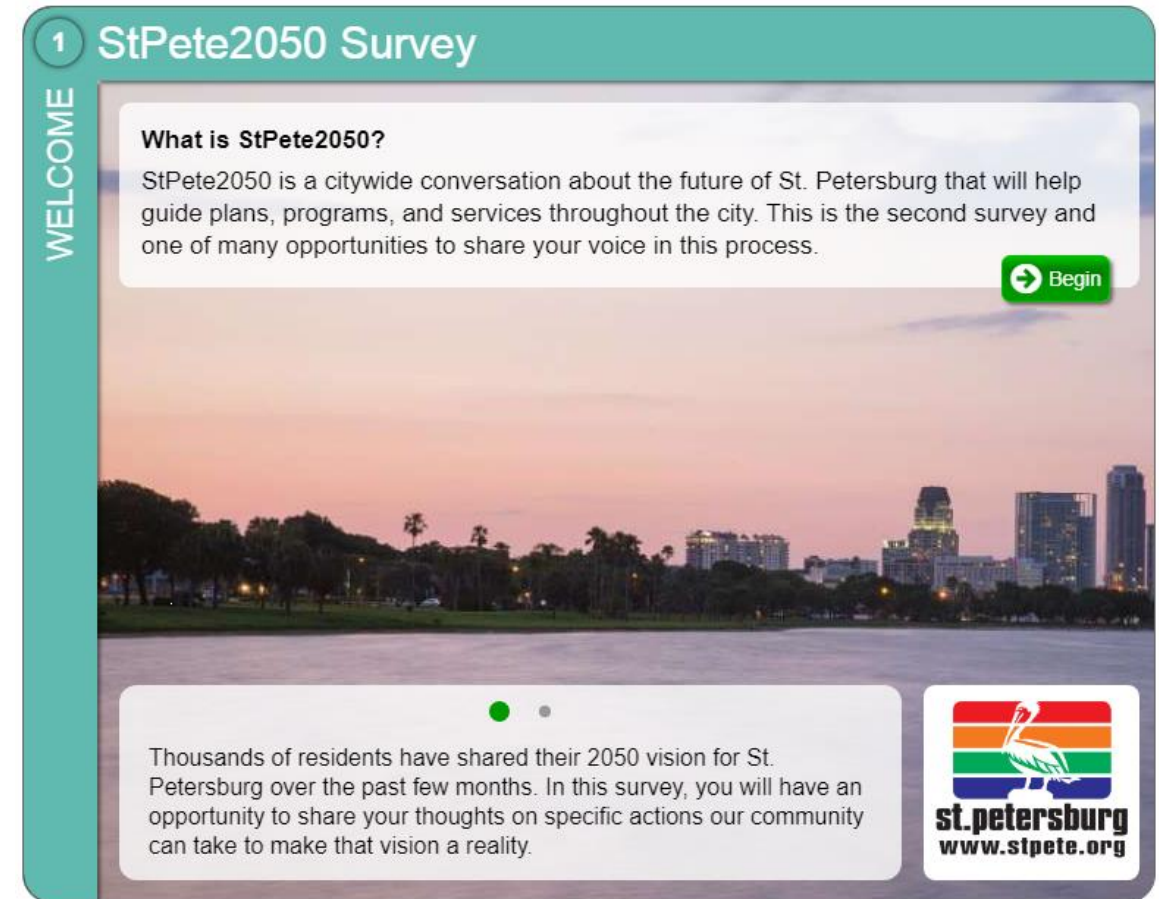 1
StPete2050 Survey
WELCOME
What is StPete2050?
StPete2050 is a citywide conversation about the future of St. Petersburg that will help
guide plans, programs, and services throughout the city. This is the second survey and
one of many opportunities to share your voice in this process.
Begin
Thousands of residents have shared their 2050 vision for St.
Petersburg over the past few months. In this survey, you will have an
opportunity to share your thoughts on specific actions our community
can take to make that vision a reality.
st.petersburg
www.stpete.org